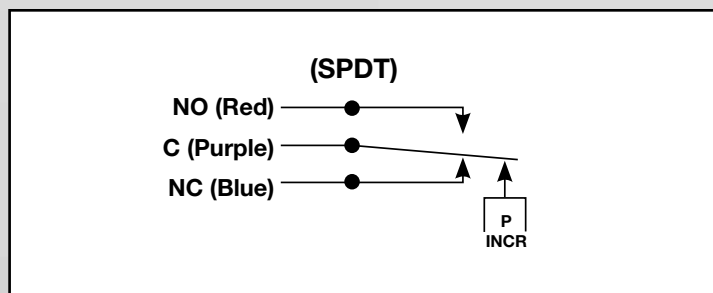 (SPDT)
NO (Red)
C (Purple)
NC (Blue)
P
INCR